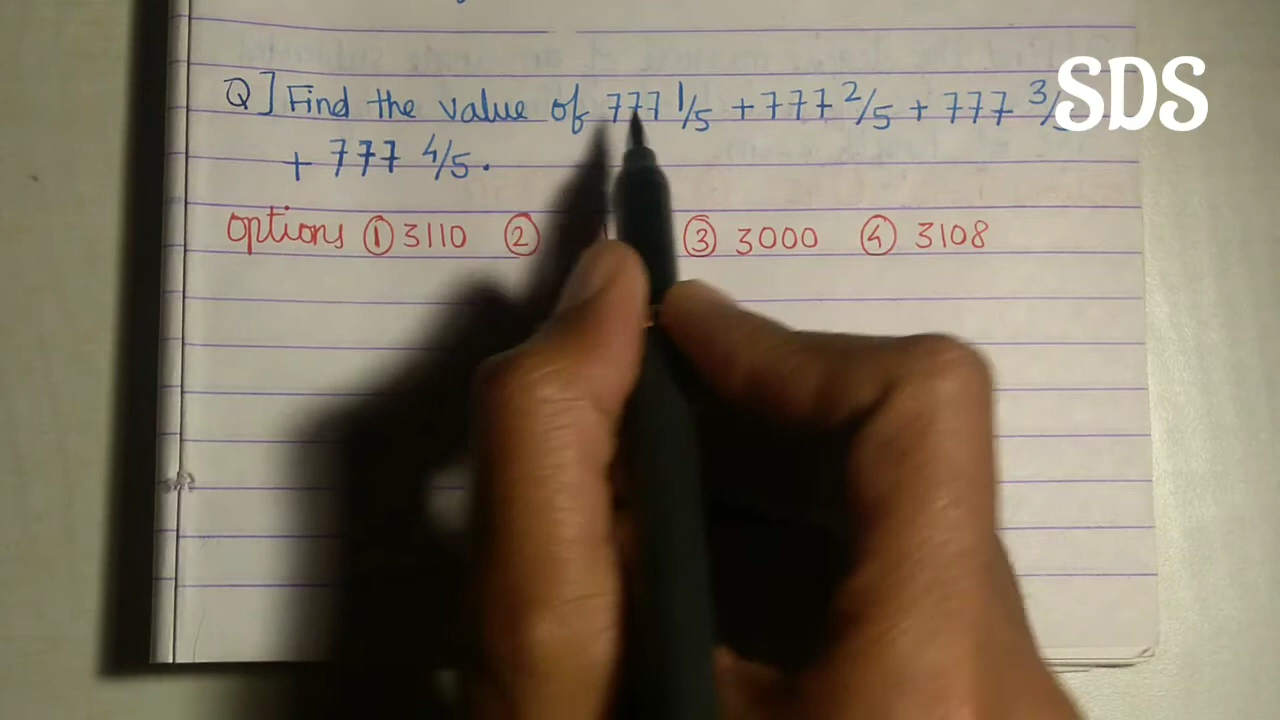 Q] Find the value of 777 1/5 + 777 2/5 + 777 3/
+ 777 4/5.
Options ① 3110 ② ③ 3000 ④ 3108
SDS